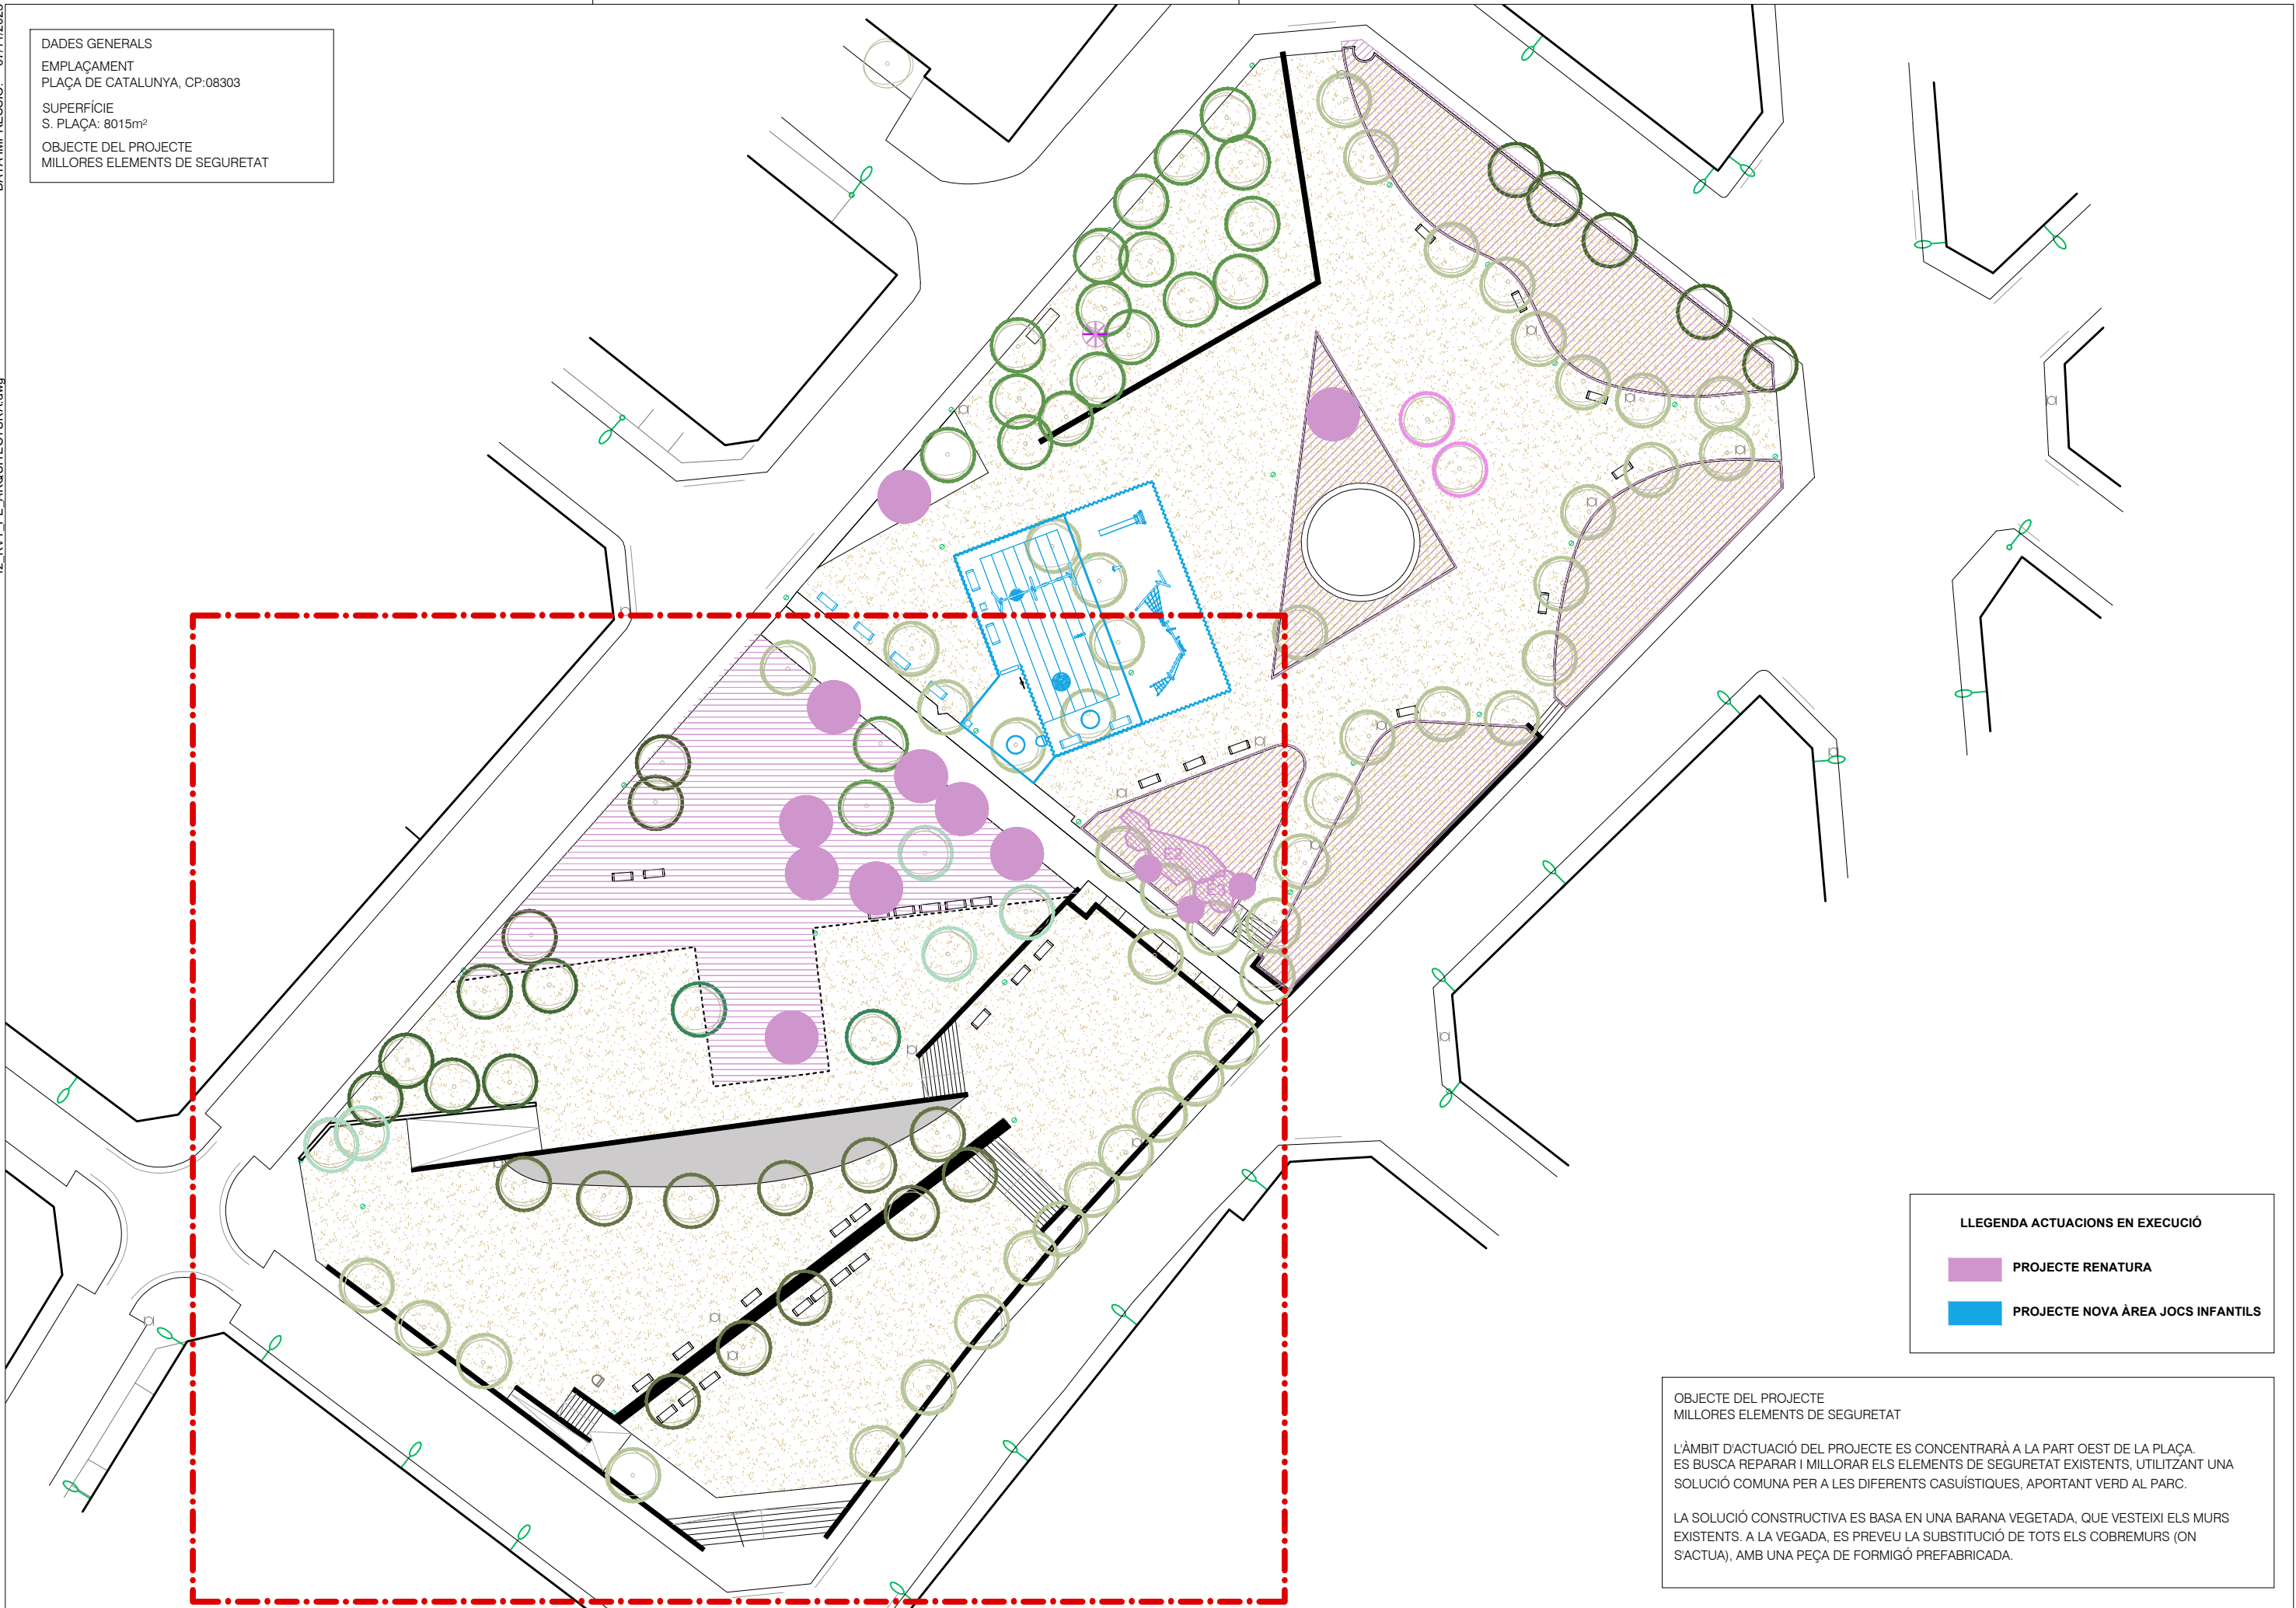 DADES GENERALS
EMPLAÇAMENT
PLAÇA DE CATALUNYA, CP:08303
SUPERFÍCIE
S. PLAÇA: 8015m²
OBJECTE DEL PROJECTE
MILLORES ELEMENTS DE SEGURETAT
E2
E3
LLEGENDA ACTUACIONS EN EXECUCIÓ
PROJECTE RENATURA
PROJECTE NOVA ÀREA JOCS INFANTILS
OBJECTE DEL PROJECTE
MILLORES ELEMENTS DE SEGURETAT
L'ÀMBIT D'ACTUACIÓ DEL PROJECTE ES CONCENTRARÀ A LA PART OEST DE LA PLAÇA.
ES BUSCA REPARAR I MILLORAR ELS ELEMENTS DE SEGURETAT EXISTENTS, UTILITZANT UNA
SOLUCIÓ COMUNA PER A LES DIFERENTS CASUÍSTIQUES, APORTANT VERD AL PARC.
LA SOLUCIÓ CONSTRUCTIVA ES BASA EN UNA BARANA VEGETADA, QUE VESTEIXI ELS MURS
EXISTENTS. A LA VEGADA, ES PREVEU LA SUBSTITUCIÓ DE TOTS ELS COBREMURS (ON
S'ACTUA), AMB UNA PEÇA DE FORMIGÓ PREFABRICADA.